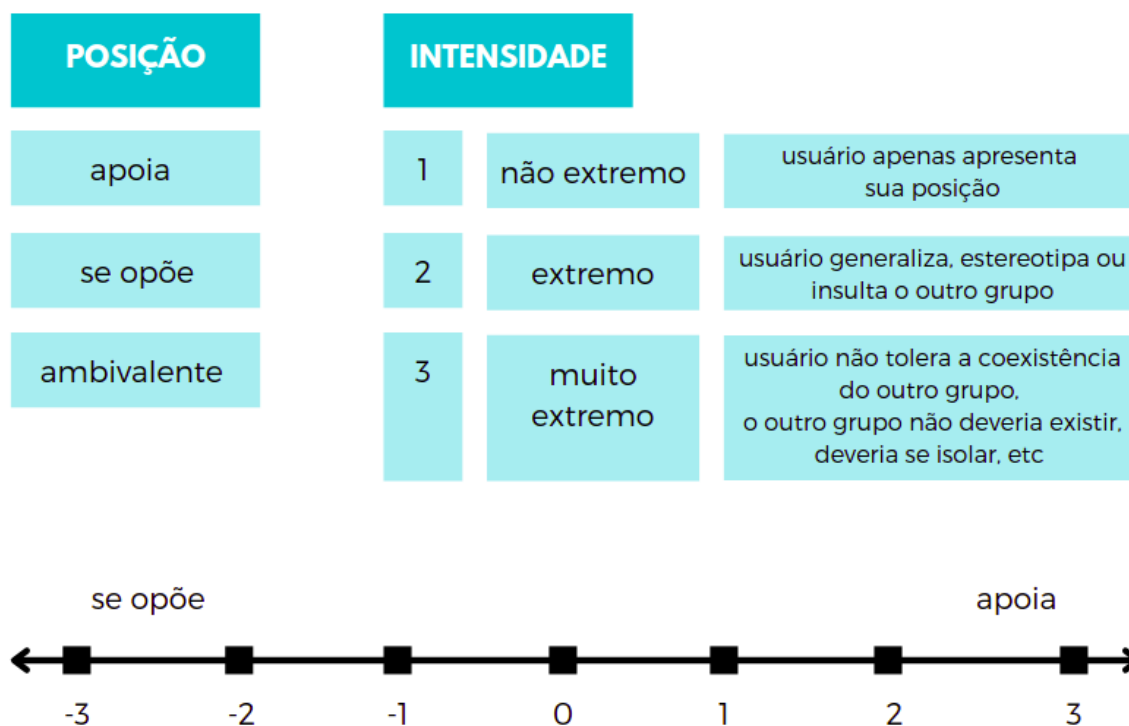 POSIÇÃO
INTENSIDADE
apoia
1
não extremo
usuário apenas apresenta
sua posição
se opõe
2
extremo
usuário generaliza, estereotipa ou
insulta o outro grupo
ambivalente
3
muito
extremo
usuário não tolera a coexistência
do outro grupo,
o outro grupo não deveria existir,
deveria se isolar, etc
se opõe
apoia
-3
-2
-1
0
1
2
3